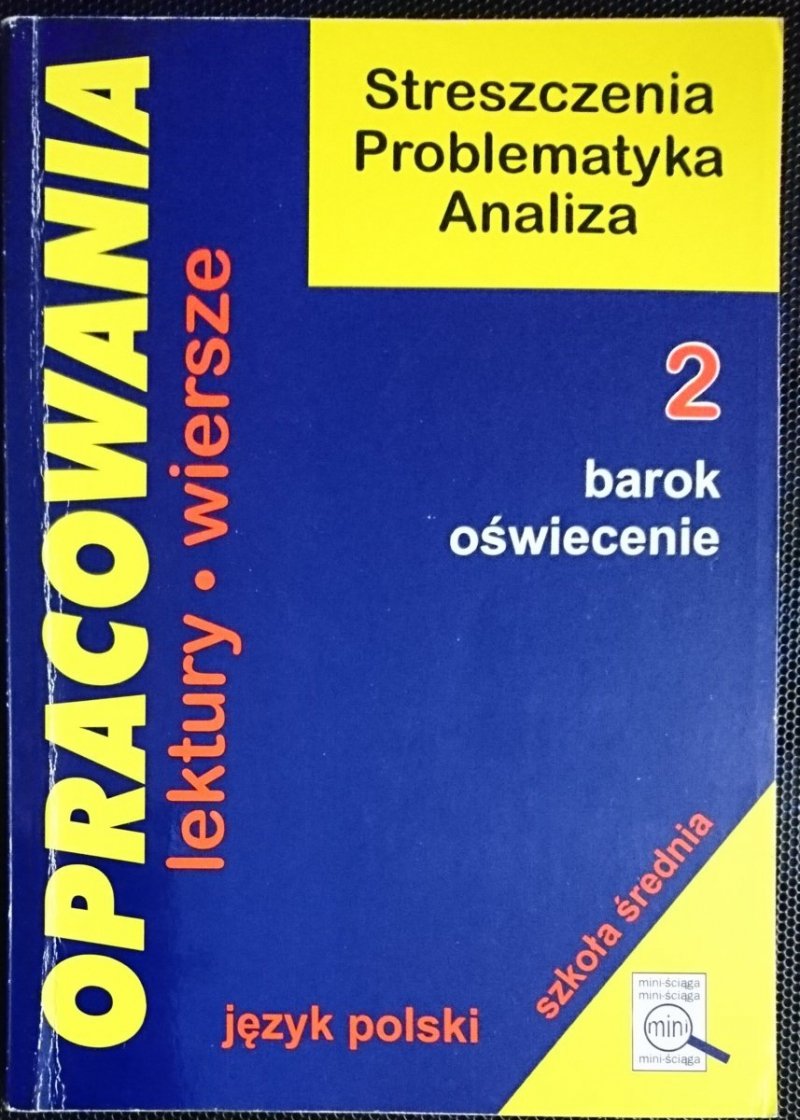 OPRACOWANIA
lektury • wiersze
Streszczenia
Problematyka
Analiza
2
barok
oświecenie
szkoła średnia
język polski
mini-ściąga
mini-ściąga
mini
mini-ściąga